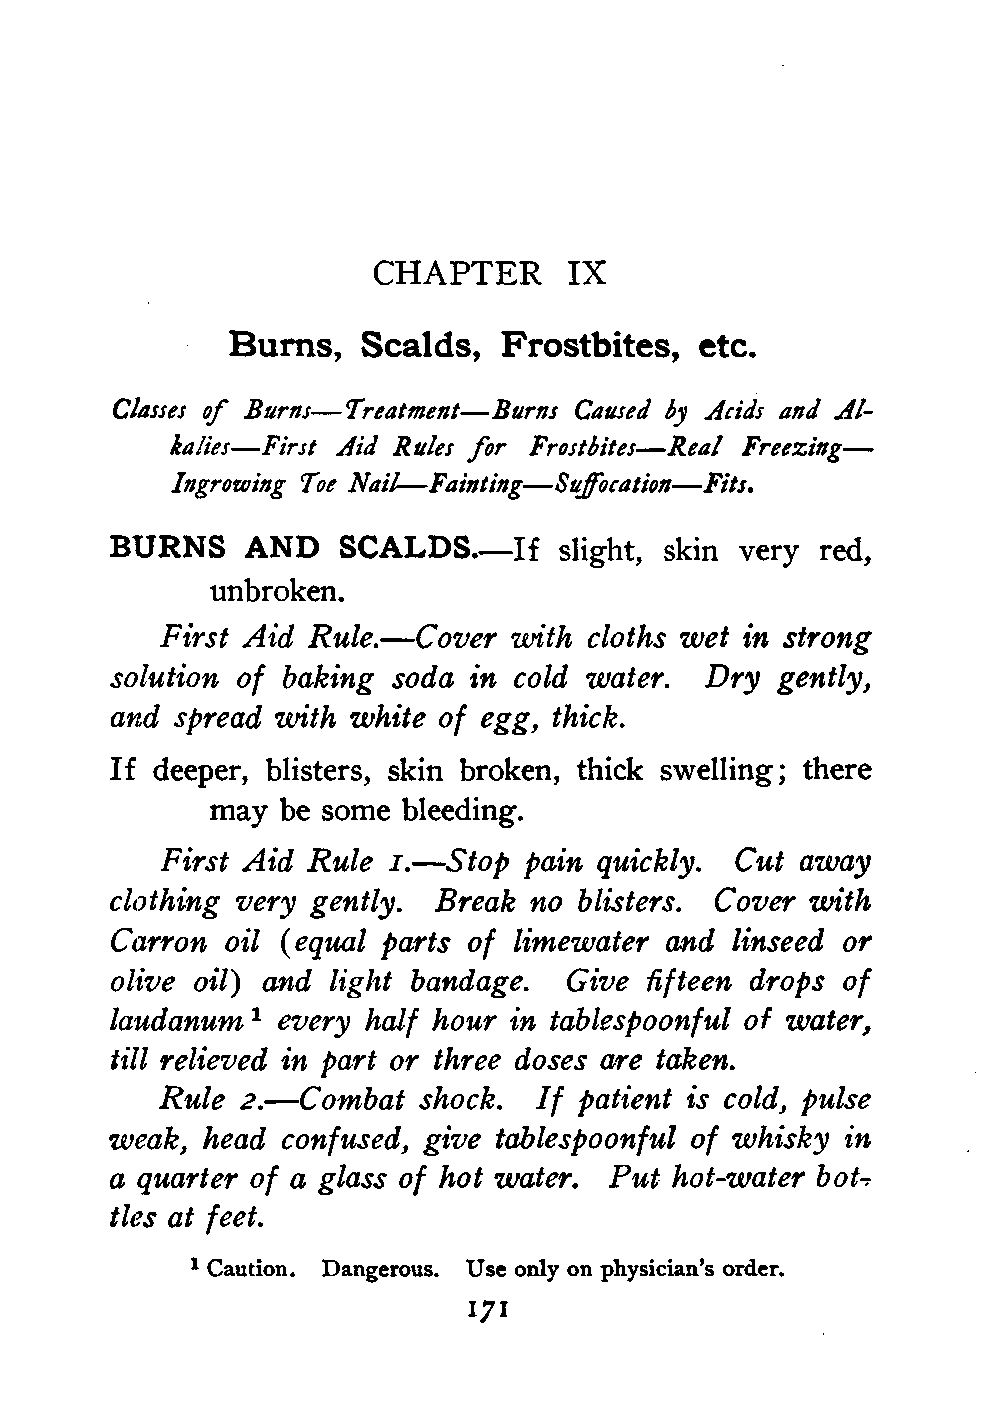 CHAPTER IX
Burns, Scalds, Frostbites, etc.
Classes of Burns—Treatment—Burns Caused by Acids and Al-
kalies—First Aid Rules for Frostbites—Real Freezing—
Ingrowing Toe Nail—Fainting—Suffocation—Fits.
BURNS AND SCALDS.—If slight, skin very red,
unbroken.
First Aid Rule.—Cover with cloths wet in strong
solution of baking soda in cold water. Dry gently,
and spread with white of egg, thick.
If deeper, blisters, skin broken, thick swelling; there
may be some bleeding.
First Aid Rule 1.—Stop pain quickly. Cut away
clothing very gently. Break no blisters. Cover with
Carron oil (equal parts of limewater and linseed or
olive oil) and light bandage. Give fifteen drops of
laudanum¹ every half hour in tablespoonful of water,
till relieved in part or three doses are taken.
Rule 2.—Combat shock. If patient is cold, pulse
weak, head confused, give tablespoonful of whisky in
a quarter of a glass of hot water. Put hot-water bot-
tles at feet.
¹ Caution. Dangerous. Use only on physician's order.
171